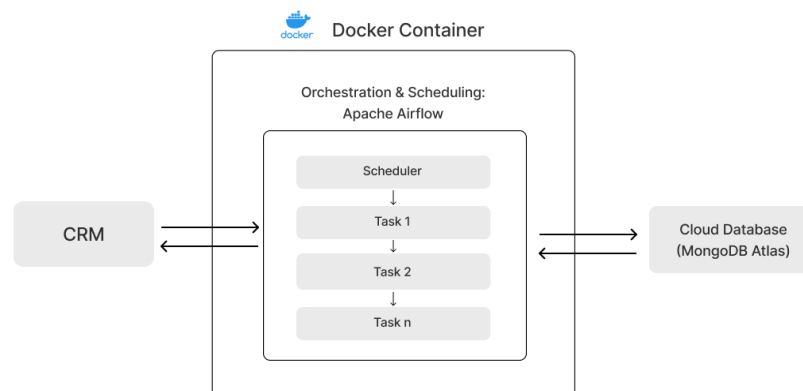 docker
Docker Container
Orchestration & Scheduling:
Apache Airflow
Scheduler
Task 1
Task 2
Task n
CRM
Cloud Database
(MongoDB Atlas)